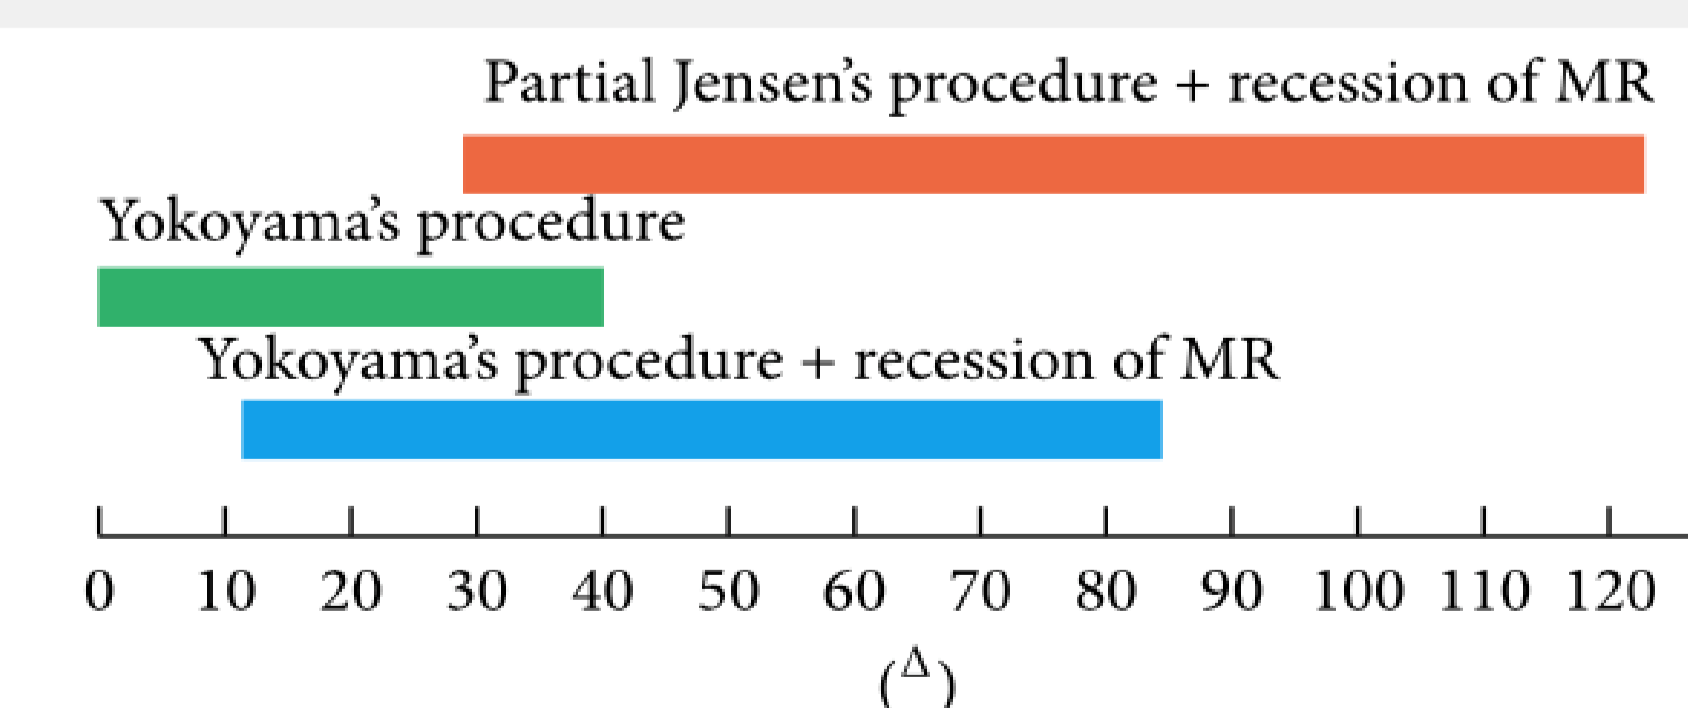 Partial Jensen’s procedure + recession of MR
Yokoyama’s procedure
Yokoyama’s procedure + recession of MR
0 10 20 30 40 50 60 70 80 90 100 110 120
(Δ)